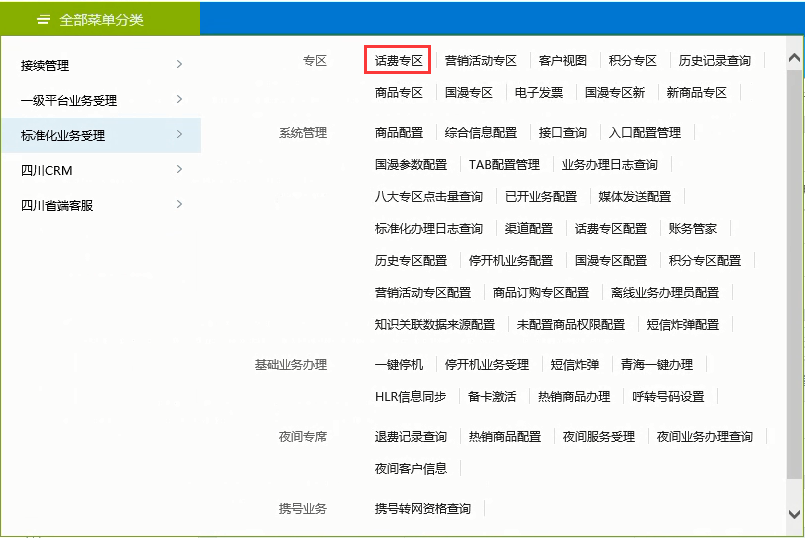 全部菜单分类
接续管理
一级平台业务受理
标准化业务受理
四川CRM
四川省端客服
专区 话费专区 营销活动专区 客户视图 积分专区 历史记录查询
商品专区 国漫专区 电子发票 国漫专区新 新商品专区
系统管理 商品配置 综合信息配置 接口查询 入口配置管理
国漫参数配置 TAB配置管理 业务办理日志查询
八大专区点击量查询 已开业务配置 媒体发送配置
标准化办理日志查询 渠道配置 话费专区配置 账务管家
历史专区配置 停开机业务配置 国漫专区配置 积分专区配置
营销活动专区配置 商品订购专区配置 离线业务办理员配置
知识关联数据来源配置 未配置商品权限配置 短信炸弹配置
基础业务办理 一键停机 停开机业务受理 短信炸弹 青海一键办理
HLR信息同步 备卡激活 热销商品办理 呼转号码设置
夜间专席 退费记录查询 热销商品配置 夜间服务受理 夜间业务办理查询
夜间客户信息
携号业务 携号转网资格查询